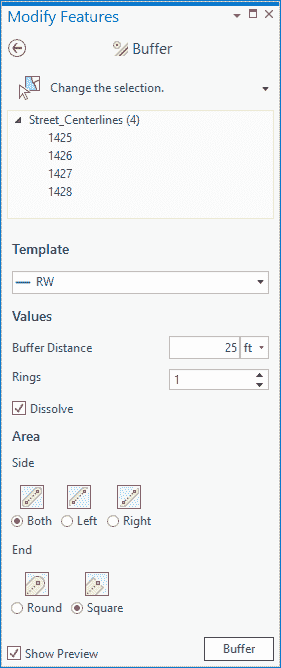 Modify Features
Buffer
Change the selection.
Street_Centerlines (4)
1425
1426
1427
1428
Template
RW
Values
Buffer Distance 25 ft
Rings 1
Dissolve
Area
Side
Both Left Right
End
Round Square
Show Preview Buffer